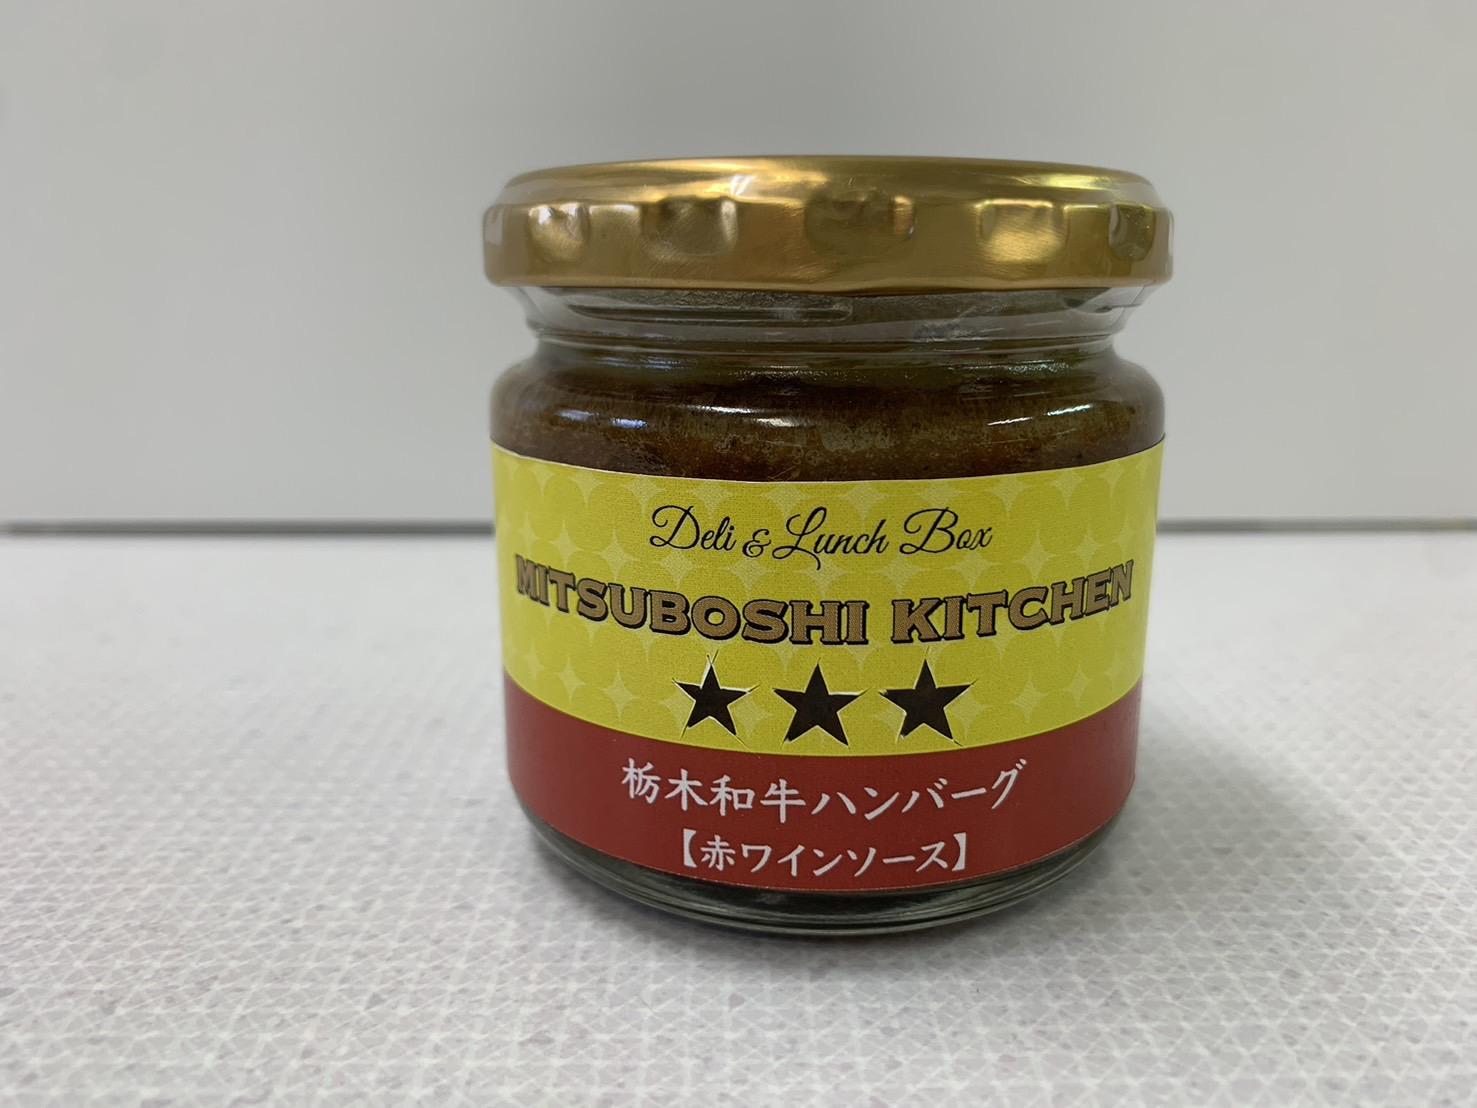 Deli & Lunch Box
MITSUBOSHI KITCHEN
栃木和牛ハンバーグ
【赤ワインソース】